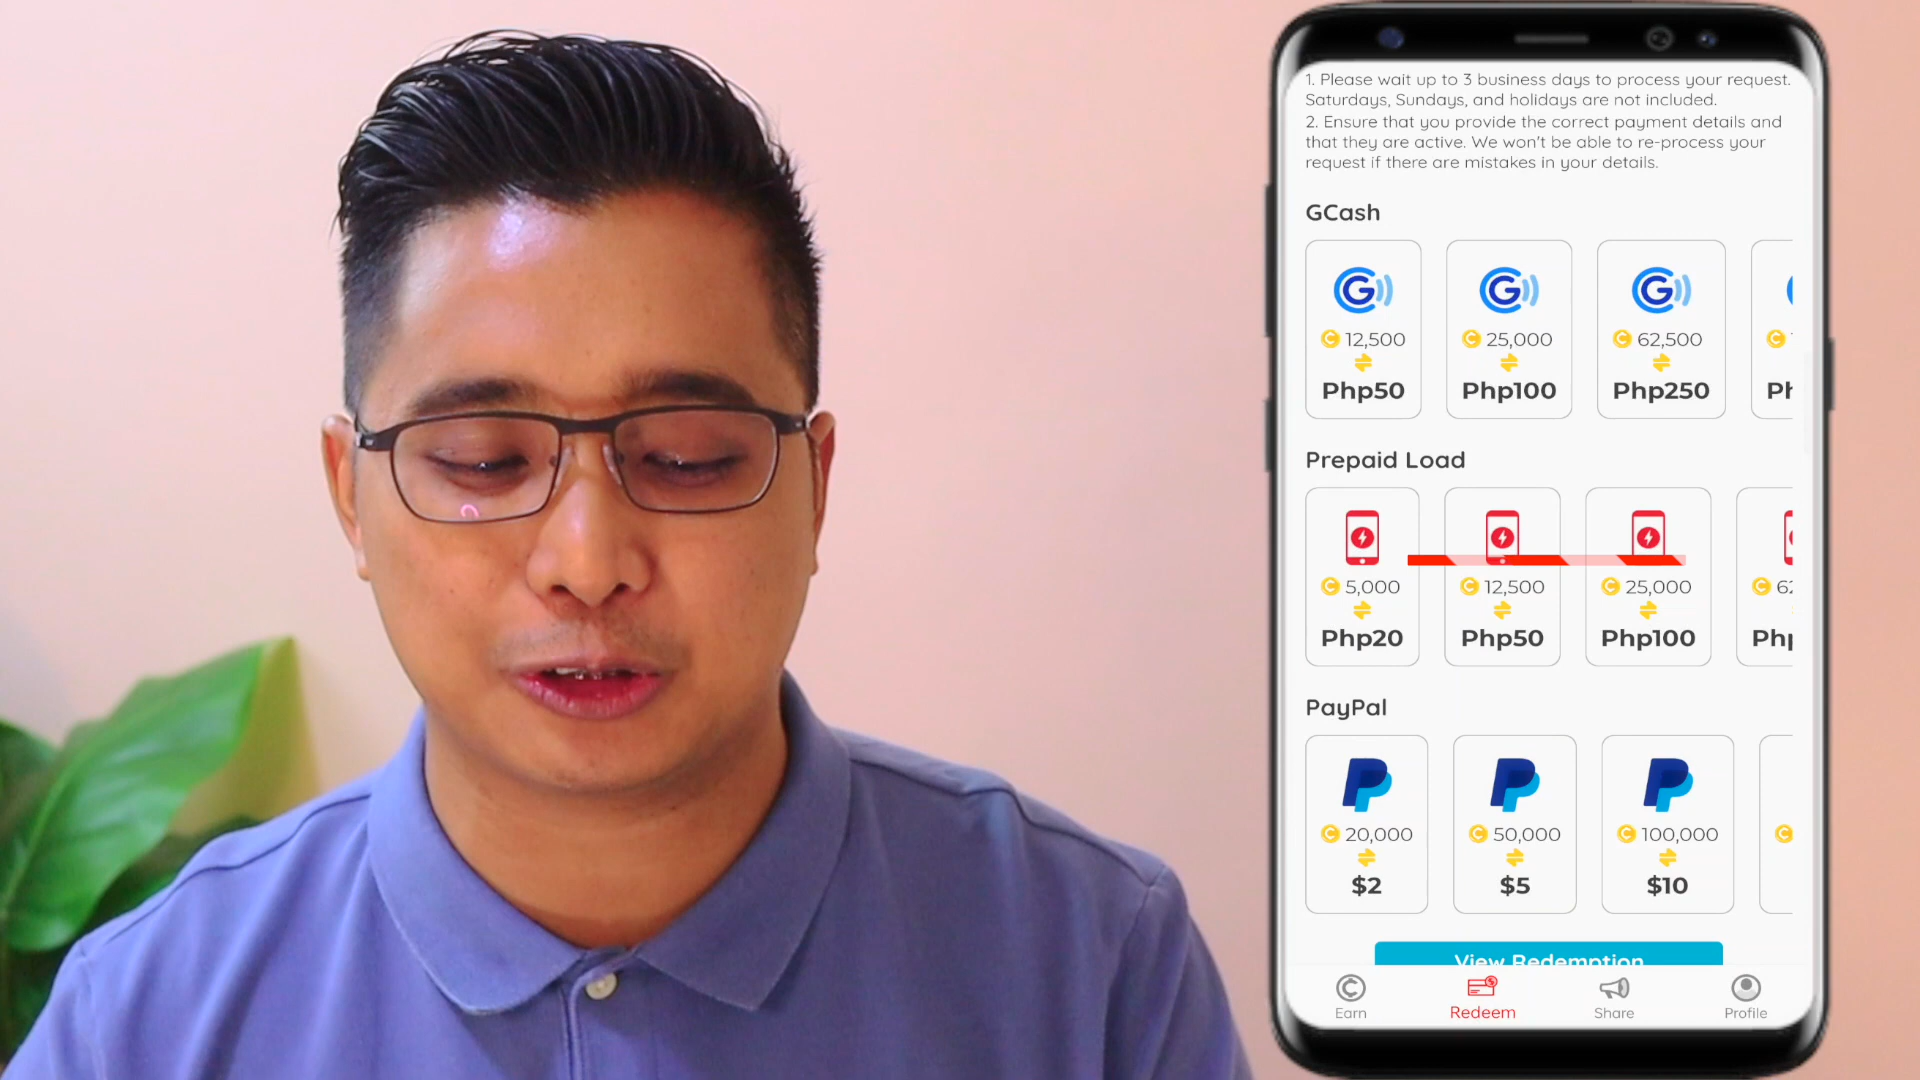 1. Please wait up to 3 business days to process your request.
Saturdays, Sundays, and holidays are not included.
2. Ensure that you provide the correct payment details and
that they are active. We won't be able to re-process your
request if there are mistakes in your details.
GCash
12,500 25,000 62,500
Php50 Php100 Php250
Prepaid Load
5,000 12,500 25,000
Php20 Php50 Php100
PayPal
20,000 50,000 100,000
$2 $5 $10
View Redemption
Earn Redeem Share Profile